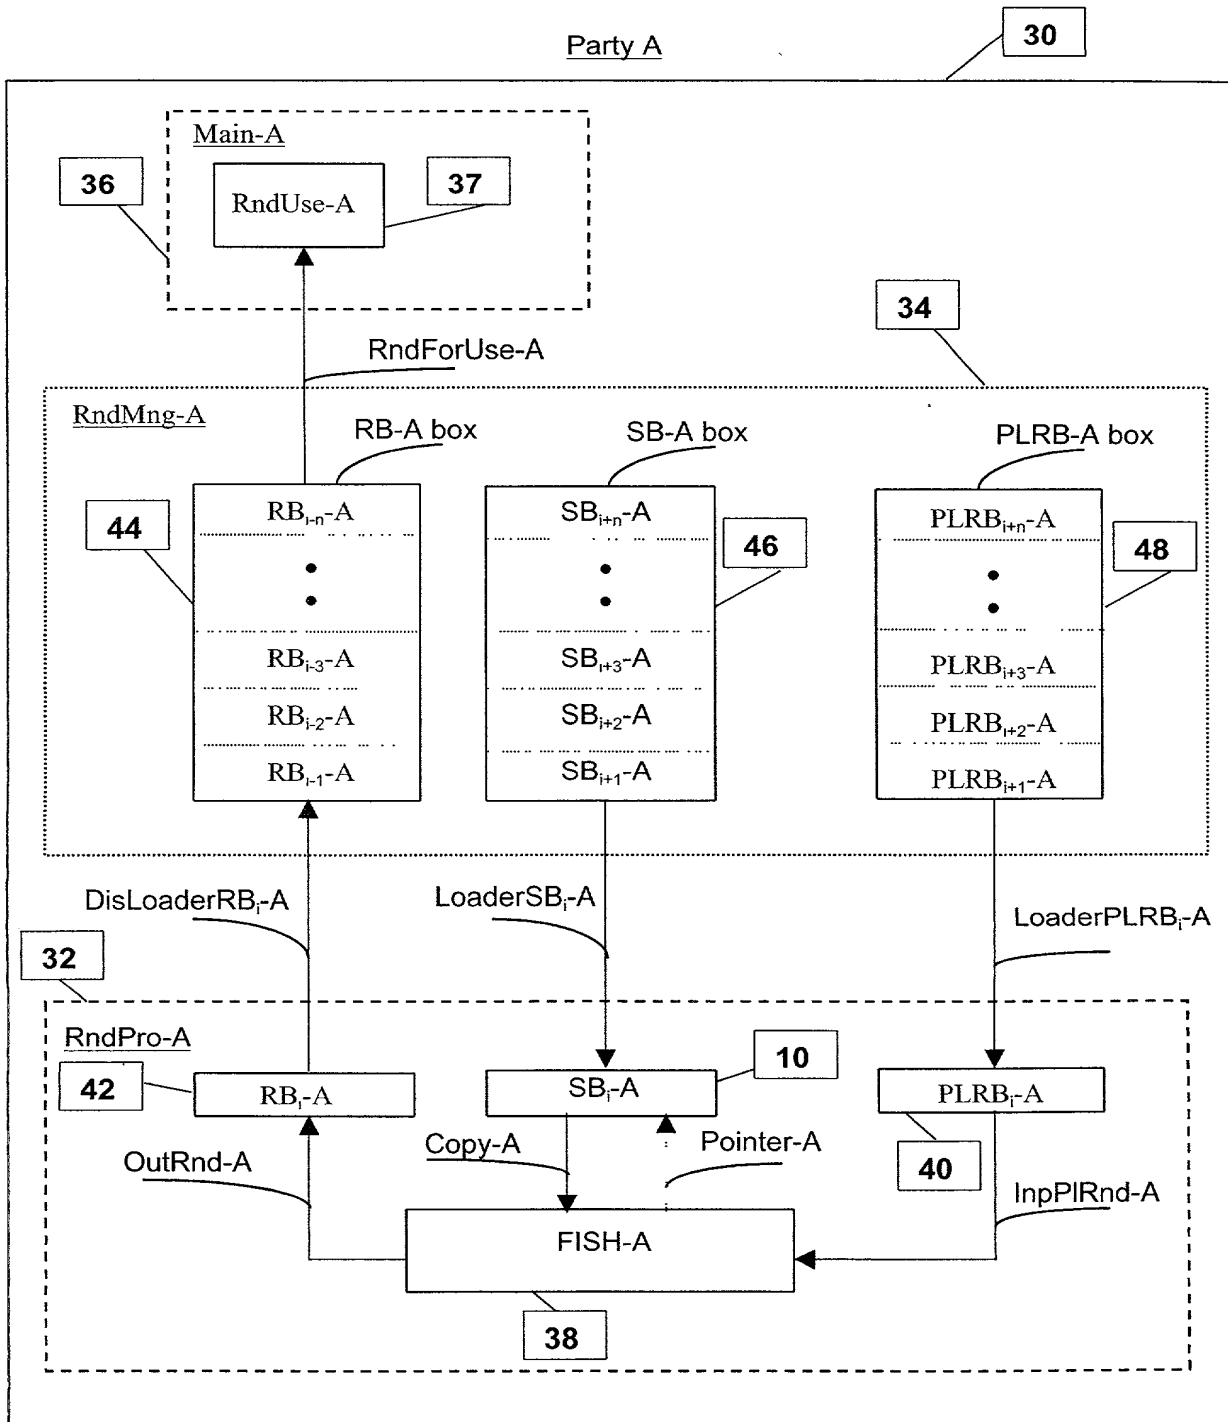 Party A
30
Main-A
36
RndUse-A
37
34
RndForUse-A
RndMng-A
RB-A box
SB-A box
PLRB-A box
44
46
48
RBi-n-A
SBi+n-A
PLRBi+n-A
RBi-3-A
SBi+3-A
PLRBi+3-A
RBi-2-A
SBi+2-A
PLRBi+2-A
RBi-1-A
SBi+1-A
PLRBi+1-A
DisLoaderRBi-A
LoaderSBi-A
LoaderPLRBi-A
32
RndPro-A
42
RBi-A
SBi-A
10
PLRBi-A
OutRnd-A
Copy-A
Pointer-A
40
InpPlRnd-A
FISH-A
38